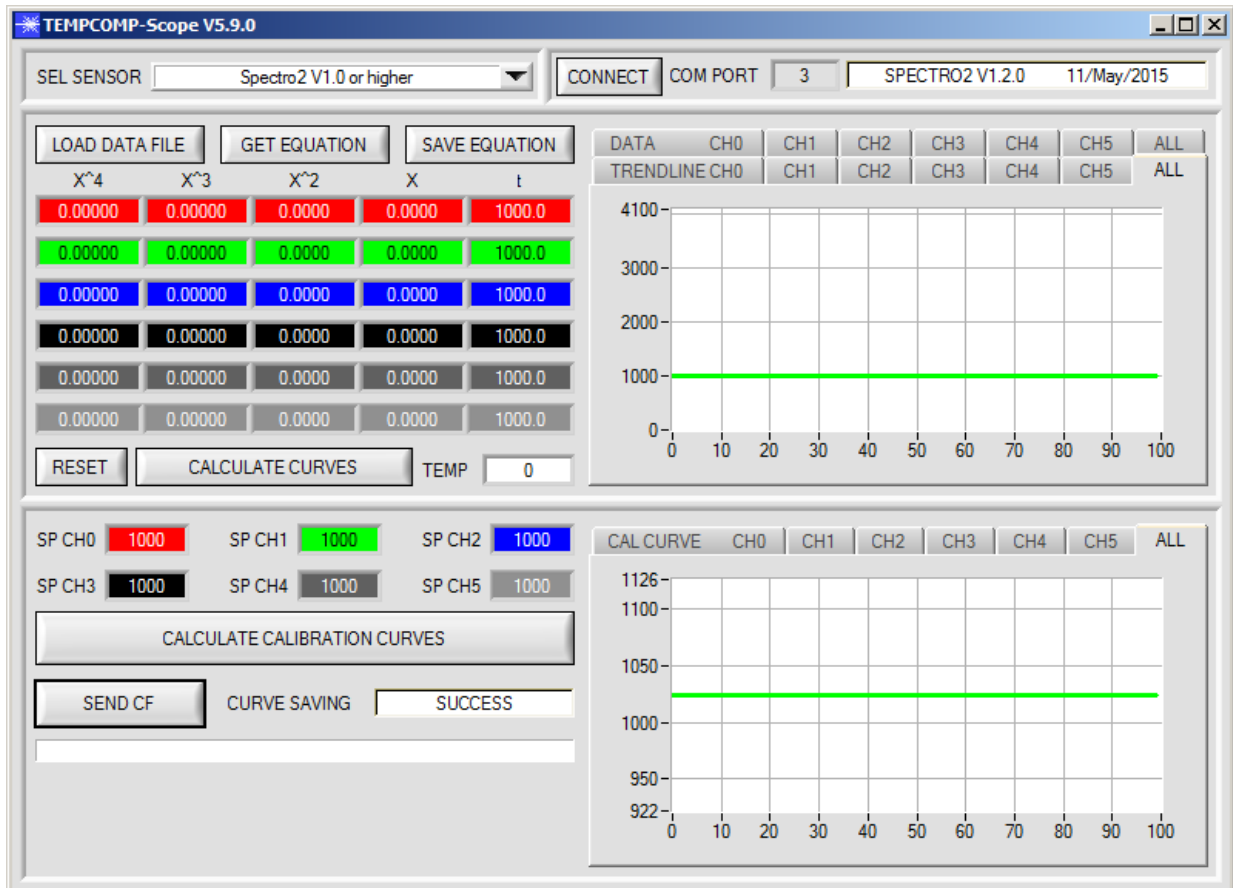 TEMPCOMP-Scope V5.9.0
SEL SENSOR Spectro2 V1.0 or higher CONNECT COM PORT 3 SPECTRO2 V1.2.0 11/May/2015
LOAD DATA FILE GET EQUATION SAVE EQUATION
X^4 X^3 X^2 X t
0.00000 0.00000 0.0000 0.0000 1000.0
0.00000 0.00000 0.0000 0.0000 1000.0
0.00000 0.00000 0.0000 0.0000 1000.0
0.00000 0.00000 0.0000 0.0000 1000.0
0.00000 0.00000 0.0000 0.0000 1000.0
0.00000 0.00000 0.0000 0.0000 1000.0
RESET CALCULATE CURVES TEMP 0
DATA CH0 CH1 CH2 CH3 CH4 CH5 ALL
TRENDLINE CH0 CH1 CH2 CH3 CH4 CH5 ALL
4100
3000
2000
1000
0
0 10 20 30 40 50 60 70 80 90 100
SP CH0 1000 SP CH1 1000 SP CH2 1000
SP CH3 1000 SP CH4 1000 SP CH5 1000
CALCULATE CALIBRATION CURVES
SEND CF CURVE SAVING SUCCESS
CAL CURVE CH0 CH1 CH2 CH3 CH4 CH5 ALL
1126
1100
1050
1000
950
922
0 10 20 30 40 50 60 70 80 90 100